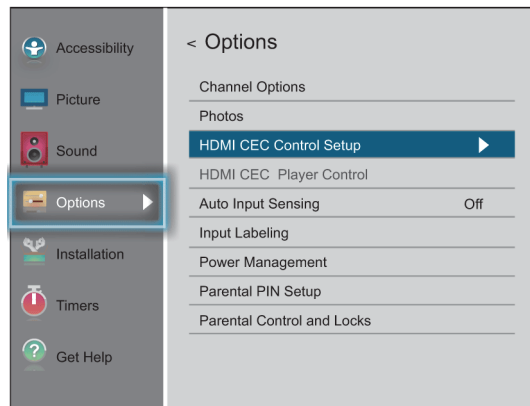 Accessibility
Picture
Sound
Options
Installation
Timers
Get Help
< Options
Channel Options
Photos
HDMI CEC Control Setup
HDMI CEC Player Control
Auto Input Sensing Off
Input Labeling
Power Management
Parental PIN Setup
Parental Control and Locks